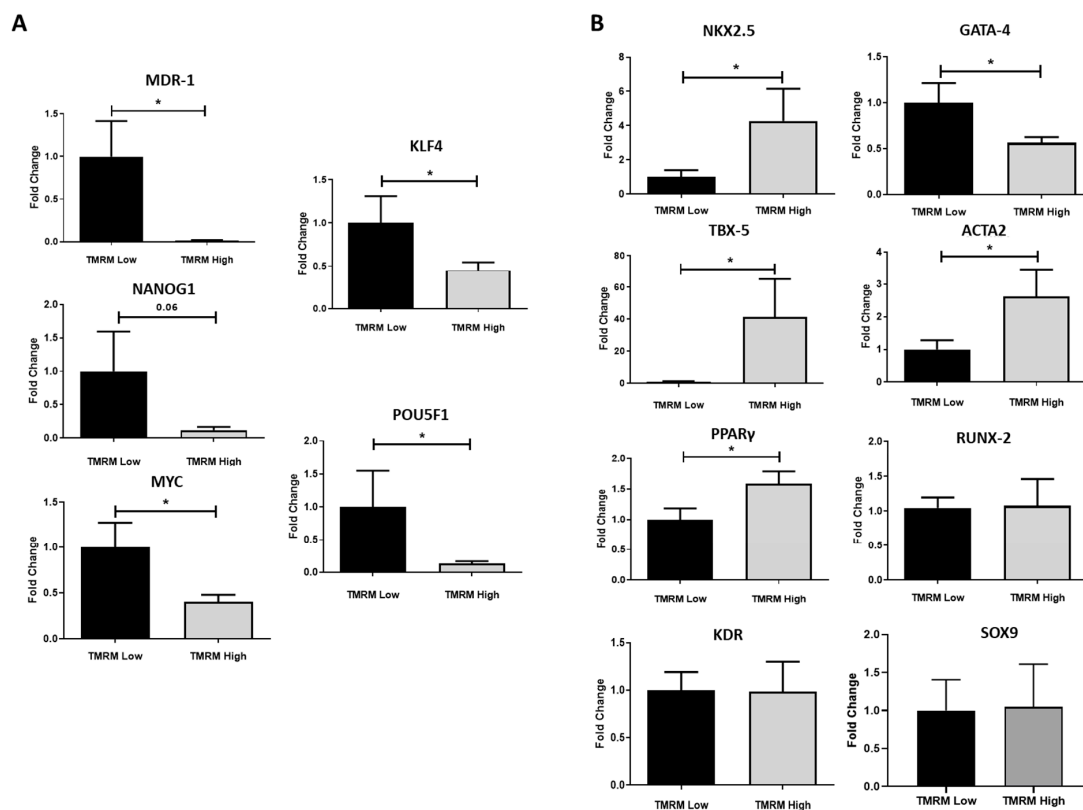 A
MDR-1
*
Fold Change
1.5
1.0
0.5
0.0
TMRM Low TMRM High
NANOG1
0.06
Fold Change
2.0
1.5
1.0
0.5
0.0
TMRM Low TMRM High
MYC
*
Fold Change
1.5
1.0
0.5
0.0
TMRM Low TMRM High
KLF4
*
Fold Change
1.5
1.0
0.5
0.0
TMRM Low TMRM High
POU5F1
*
Fold Change
2.0
1.5
1.0
0.5
0.0
TMRM Low TMRM High
B
NKX2.5
*
Fold Change
8
6
4
2
0
TMRM Low TMRM High
GATA-4
*
Fold Change
1.5
1.0
0.5
0.0
TMRM Low TMRM High
TBX-5
*
Fold Change
80
60
40
20
0
TMRM Low TMRM High
ACTA2
*
Fold Change
4
3
2
1
0
TMRM Low TMRM High
PPARγ
*
Fold Change
2.0
1.5
1.0
0.5
0.0
TMRM Low TMRM High
RUNX-2
Fold Change
2.0
1.5
1.0
0.5
0.0
TMRM Low TMRM High
KDR
Fold Change
1.5
1.0
0.5
0.0
TMRM Low TMRM High
SOX9
Fold Change
2.0
1.5
1.0
0.5
0.0
TMRM Low TMRM High